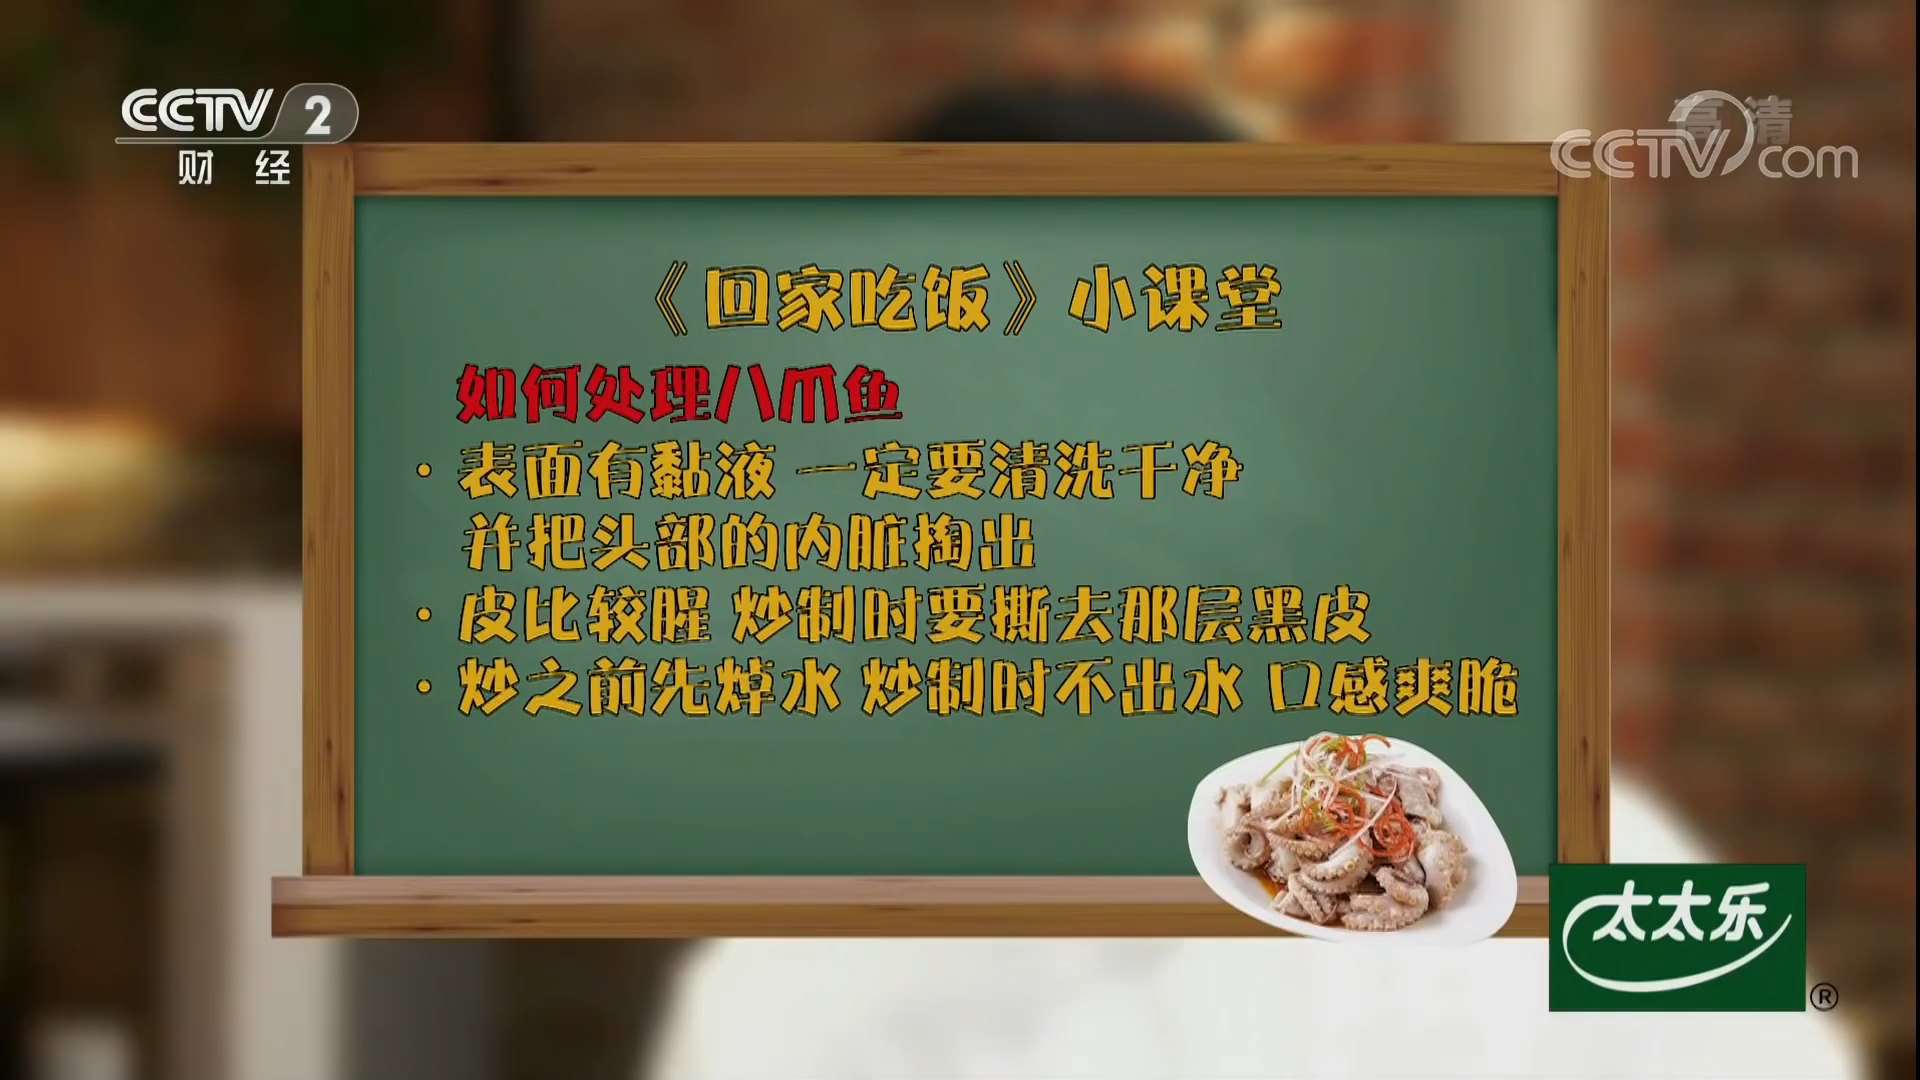 CCTV 2
财 经
高清
CCTV com
《回家吃饭》小课堂
如何处理八爪鱼
· 表面有黏液 一定要清洗干净
并把头部的内脏掏出
· 皮比较腥 炒制时要撕去那层黑皮
· 炒之前先焯水 炒制时不出水 口感爽脆
太太乐
®